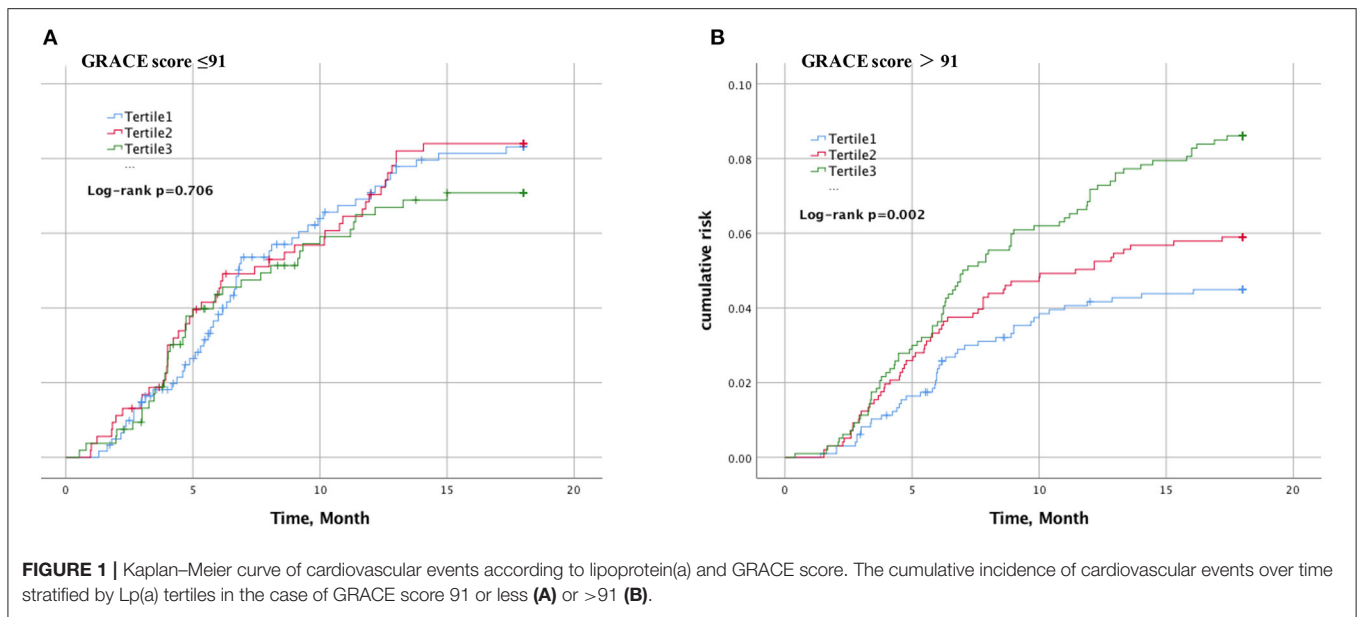 A
GRACE score ≤91
Tertile1
Tertile2
Tertile3
...
Log-rank p=0.706
0 5 10 15 20
Time, Month
B
GRACE score > 91
0.10
0.08
0.06
0.04
0.02
0.00
cumulative risk
Tertile1
Tertile2
Tertile3
...
Log-rank p=0.002
0 5 10 15 20
Time, Month
FIGURE 1 | Kaplan–Meier curve of cardiovascular events according to lipoprotein(a) and GRACE score. The cumulative incidence of cardiovascular events over time
stratified by Lp(a) tertiles in the case of GRACE score 91 or less (A) or >91 (B).